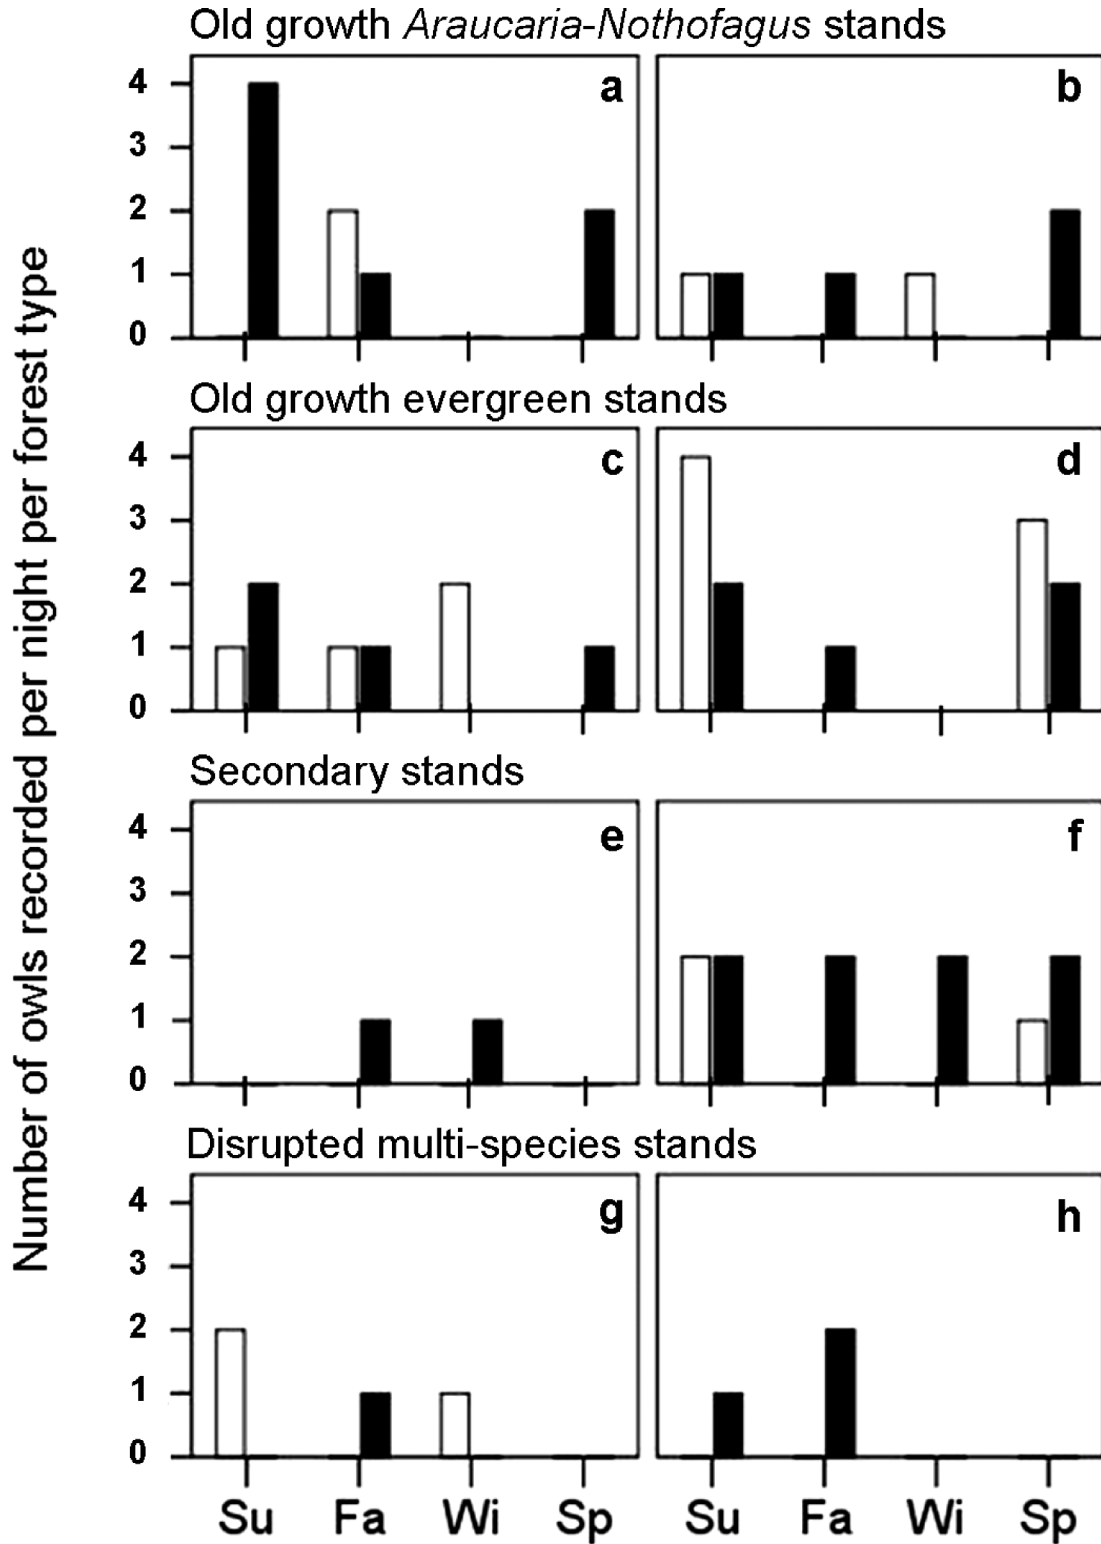 Old growth Araucaria-Nothofagus stands
4
3
2
1
0
a
b
Old growth evergreen stands
4
3
2
1
0
c
d
Secondary stands
4
3
2
1
0
e
f
Disrupted multi-species stands
4
3
2
1
0
g
h
Su Fa Wi Sp Su Fa Wi Sp
Number of owls recorded per night per forest type